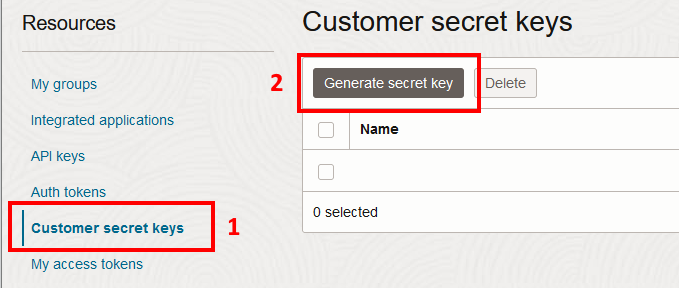 Resources
My groups
Integrated applications
API keys
Auth tokens
Customer secret keys
1
My access tokens
Customer secret keys
2
Generate secret key
Delete
Name
0 selected